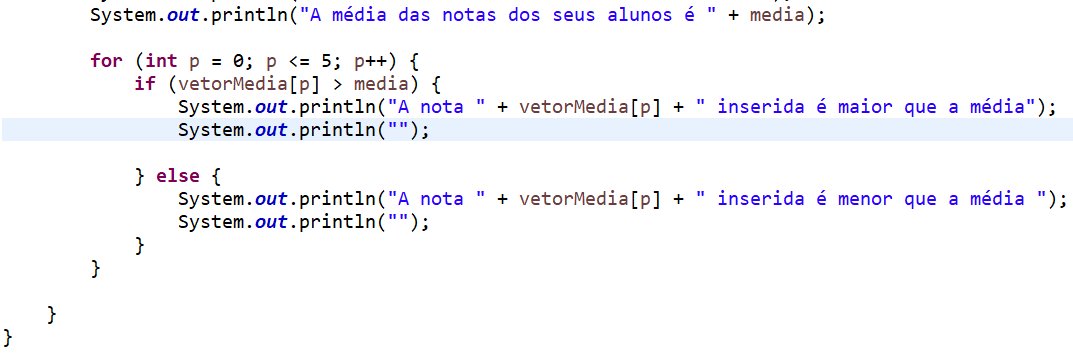 System.out.println("A média das notas dos seus alunos é " + media);
for (int p = 0; p <= 5; p++) {
if (vetorMedia[p] > media) {
System.out.println("A nota " + vetorMedia[p] + " inserida é maior que a média");
System.out.println("");
} else {
System.out.println("A nota " + vetorMedia[p] + " inserida é menor que a média ");
System.out.println("");
}
}
}
}